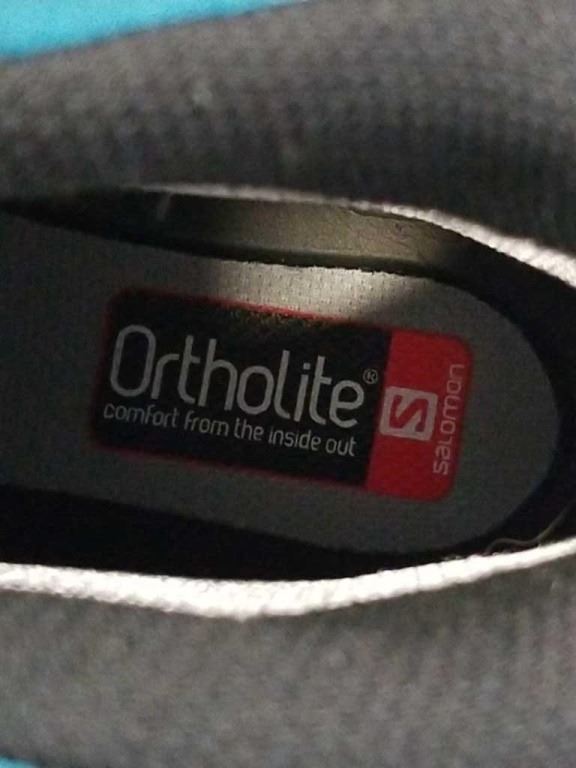 OrthoLite®
comfort from the inside out
S
salomon